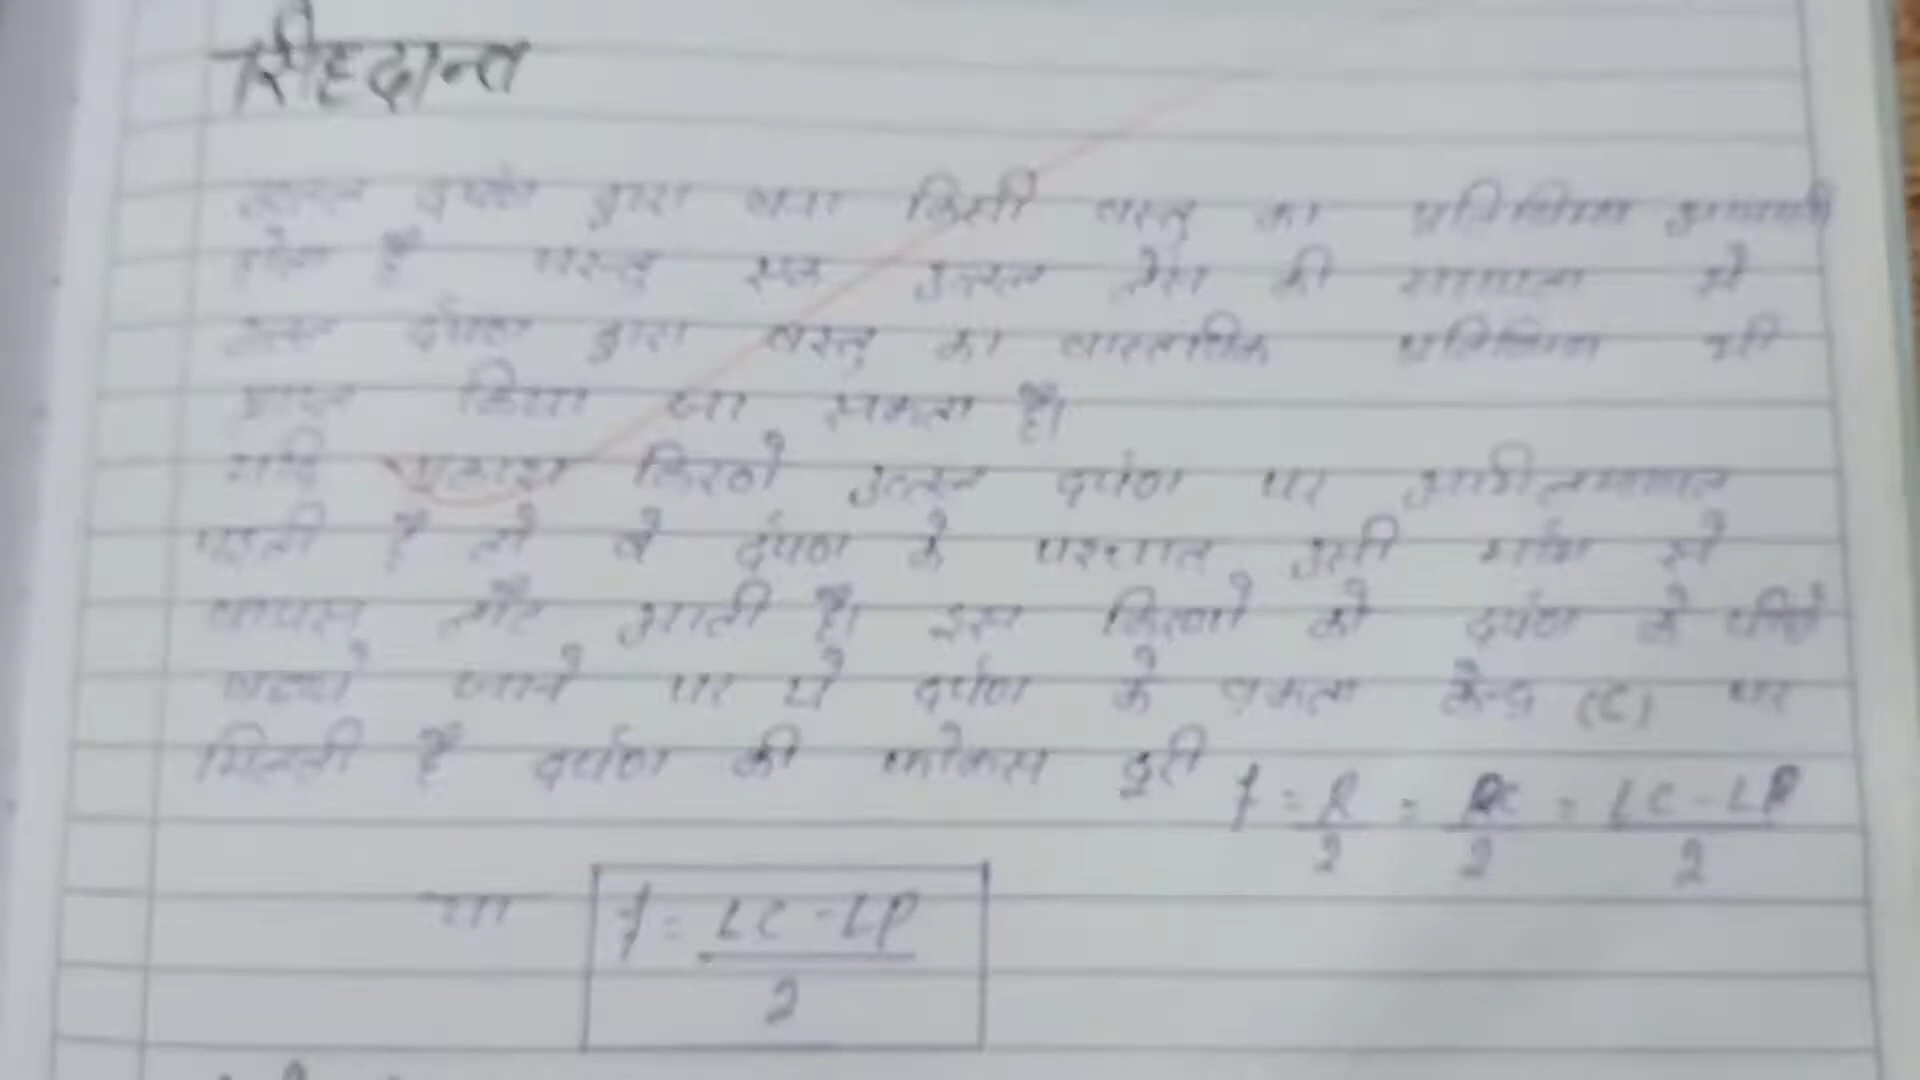 सिद्दान्त
उत्तल दर्पण द्वारा बना किसी वस्तु का प्रतिबिम्ब आभासी
होता है परन्तु एक उत्तल लेंस की सहायता से
उत्तल दर्पण द्वारा वस्तु का वास्तविक प्रतिबिम्ब भी
प्राप्त किया जा सकता है।
यदि प्रकाश किरणे उत्तल दर्पण पर अभिलम्बवत
पड़ती है तो वे दर्पण के पश्चात उसी मार्ग से
वापस लौट आती है। इन किरणो को दर्पण के पीछे
बढाये जाने पर ये दर्पण के वक्रता केन्द्र (C) पर
मिलती है दर्पण की फोकस दुरी f = R/2 = PC/2 = LC - LP/2
या f = LC - LP/2